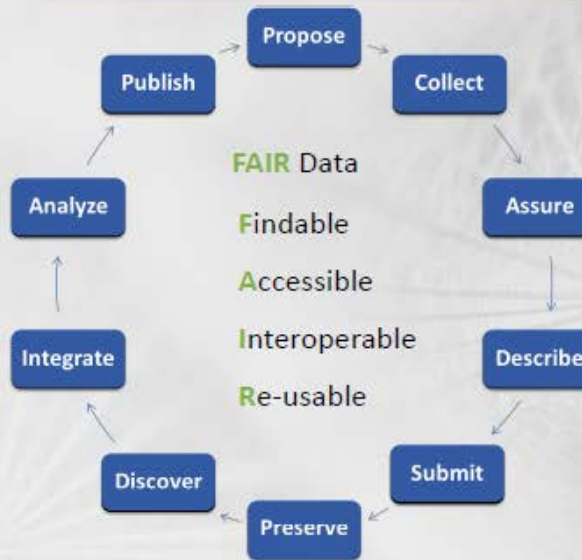 Propose
Publish
Collect
FAIR Data
Analyze
Assure
Findable
Accessible
Interoperable
Integrate
Describe
Re-usable
Submit
Discover
Preserve